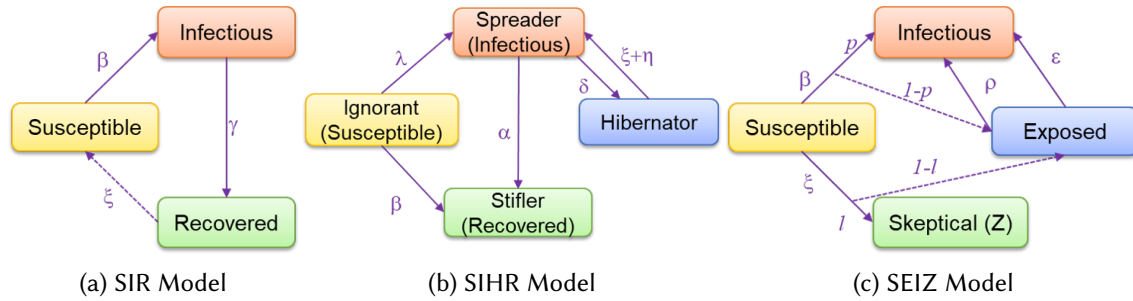 Infectious
β
Susceptible
γ
ξ
Recovered
(a) SIR Model
Spreader
(Infectious)
λ
ξ+η
δ
Ignorant
(Susceptible)
Hibernator
α
β
Stifler
(Recovered)
(b) SIHR Model
Infectious
p
ε
β
ρ
1-p
Susceptible
Exposed
ξ
1-l
l
Skeptical (Z)
(c) SEIZ Model